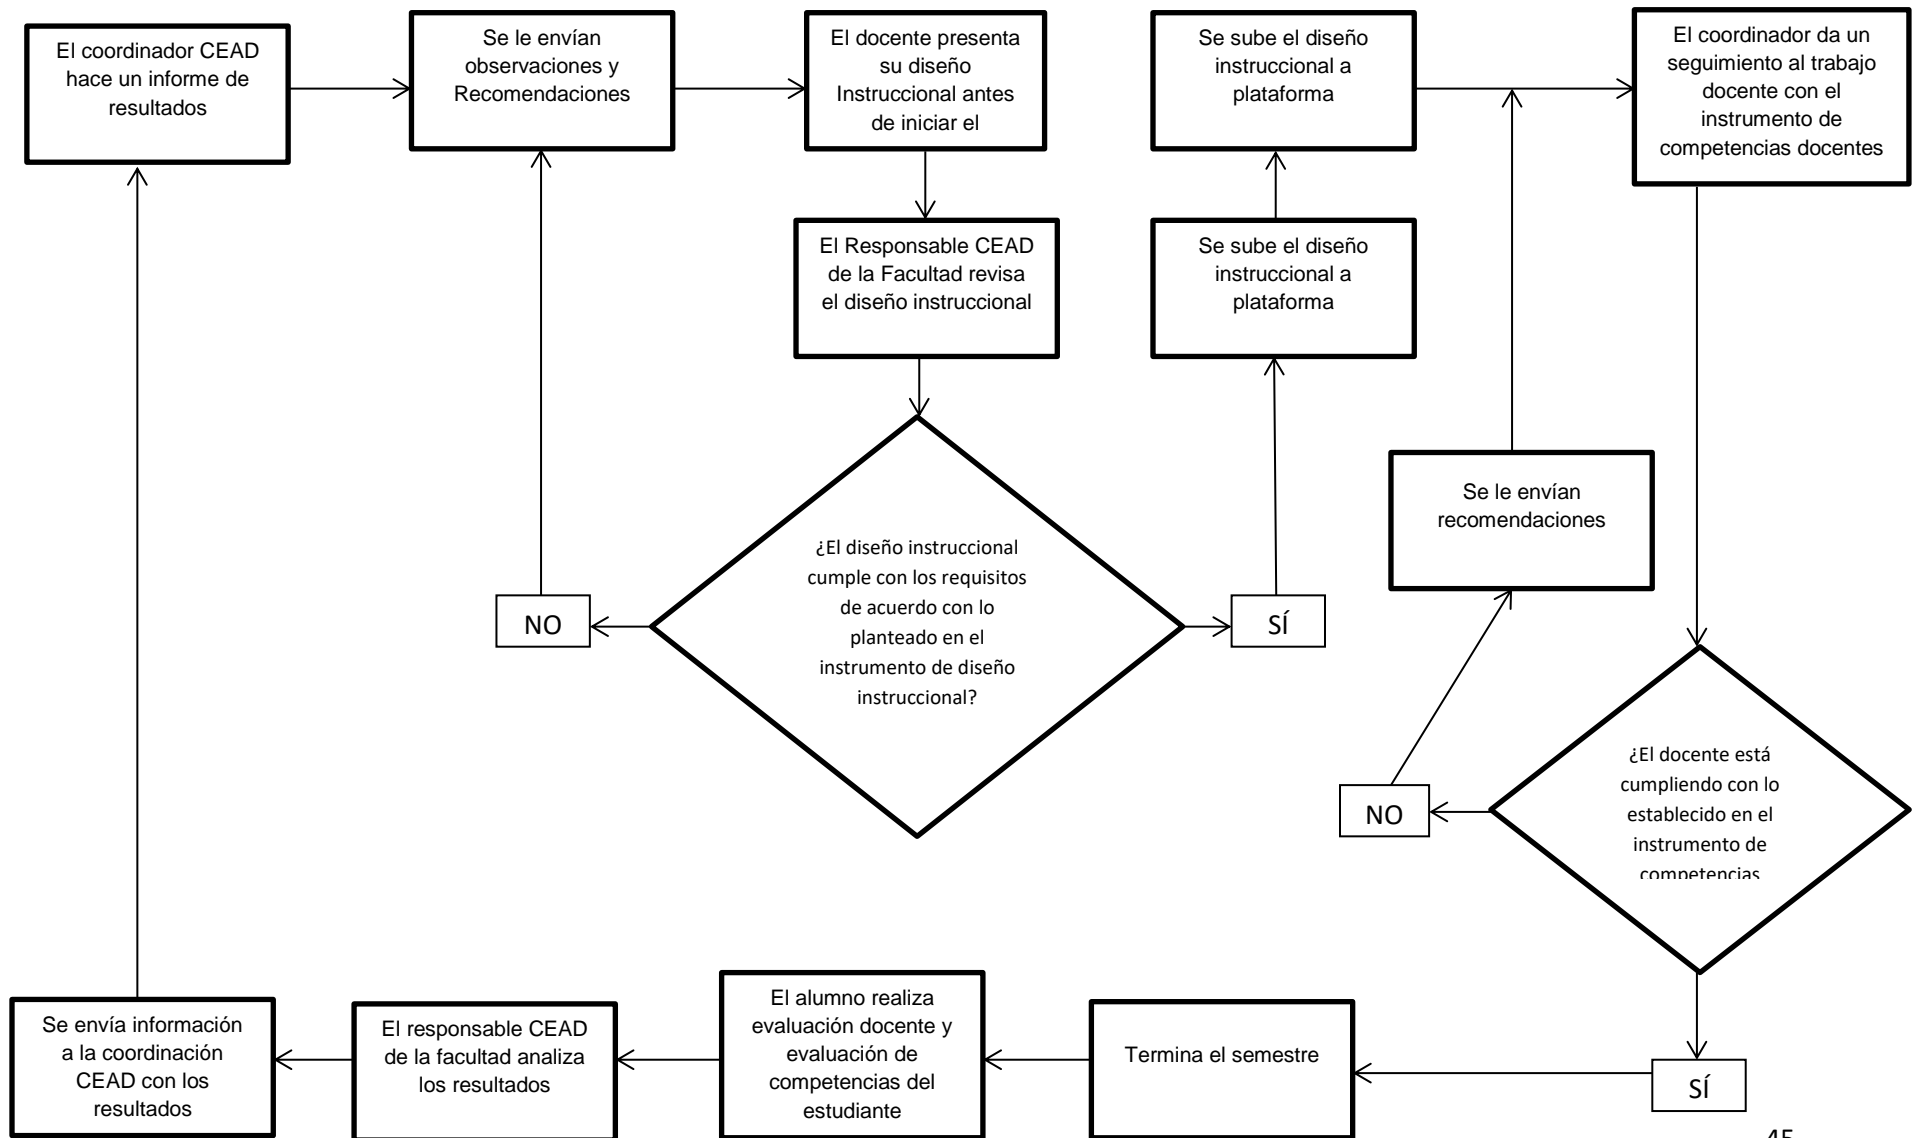 El coordinador CEAD
hace un informe de
resultados
Se le envían
observaciones y
Recomendaciones
El docente presenta
su diseño
Instruccional antes
de iniciar el
Se sube el diseño
instruccional a
plataforma
El coordinador da un
seguimiento al trabajo
docente con el
instrumento de
competencias docentes
El Responsable CEAD
de la Facultad revisa
el diseño instruccional
Se sube el diseño
instruccional a
plataforma
¿El diseño instruccional
cumple con los requisitos
de acuerdo con lo
planteado en el
instrumento de diseño
instruccional?
NO
SÍ
Se le envían
recomendaciones
¿El docente está
cumpliendo con lo
establecido en el
instrumento de
competencias
NO
SÍ
Termina el semestre
El alumno realiza
evaluación docente y
evaluación de
competencias del
estudiante
El responsable CEAD
de la facultad analiza
los resultados
Se envía información
a la coordinación
CEAD con los
resultados